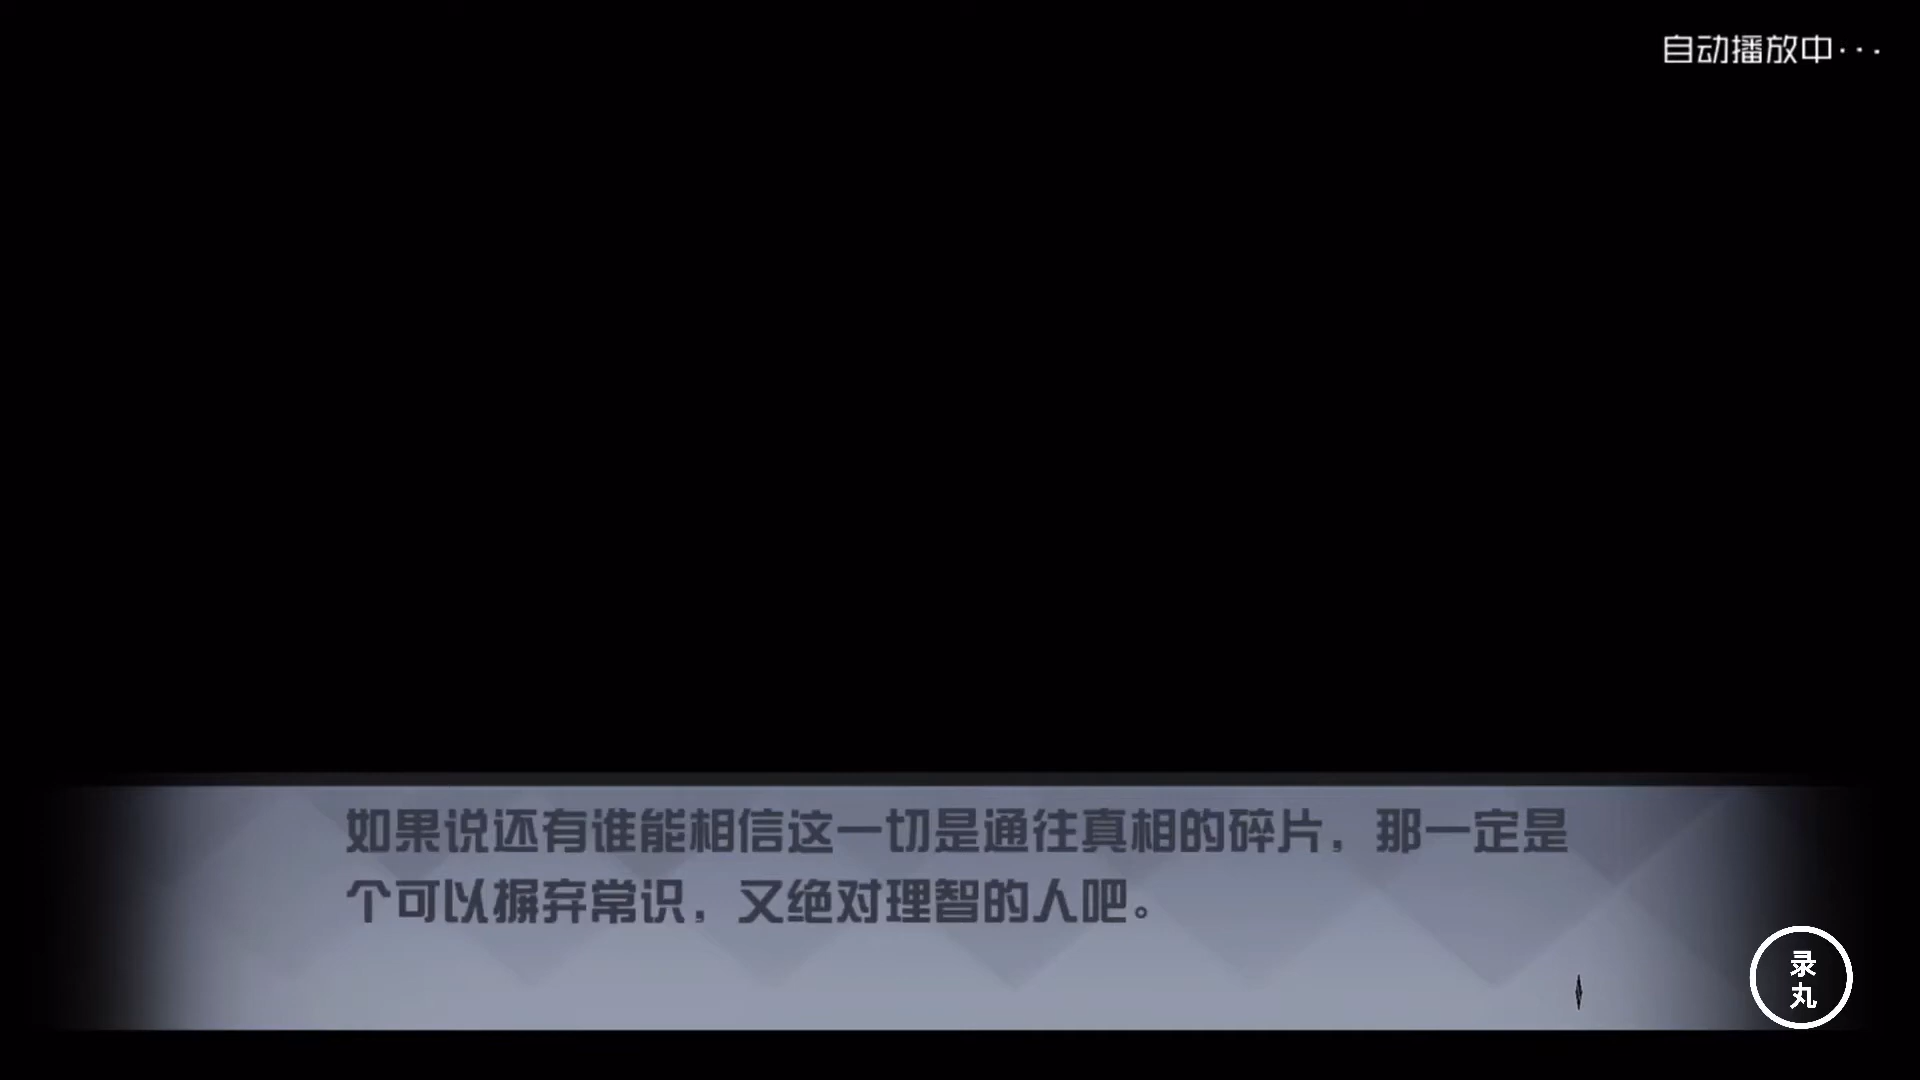 自动播放中···
如果说还有谁能相信这一切是通往真相的碎片，那一定是
个可以摒弃常识，又绝对理智的人吧。
录
丸